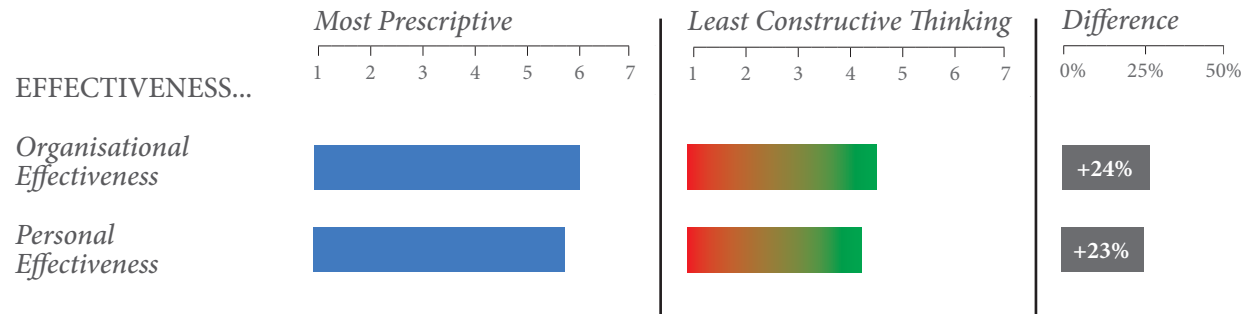 Most Prescriptive
Least Constructive Thinking
Difference
1 2 3 4 5 6 7
1 2 3 4 5 6 7
0% 25% 50%
EFFECTIVENESS...
Organisational
Effectiveness
+24%
Personal
Effectiveness
+23%